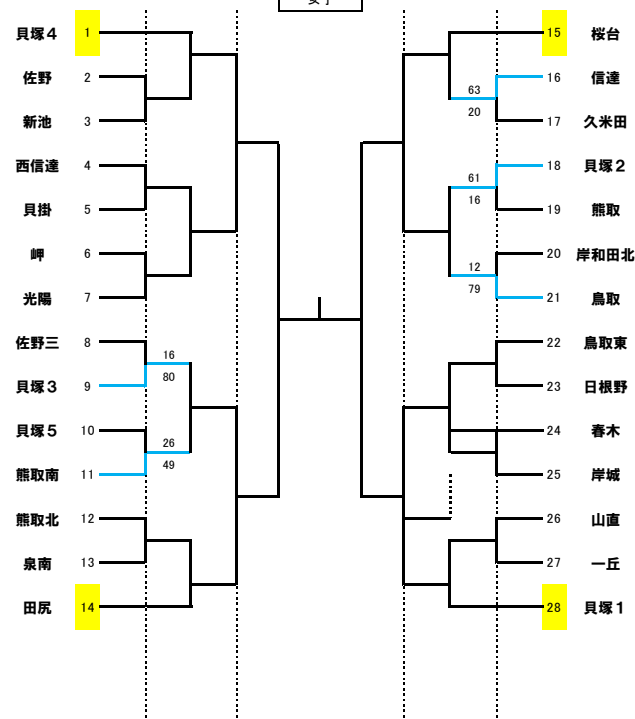 女子
貝塚4 1
佐野 2
新池 3
西信達 4
貝掛 5
岬 6
光陽 7
佐野三 8
16
貝塚3 9
80
貝塚5 10
26
熊取南 11
49
熊取北 12
泉南 13
田尻 14
15 桜台
16 信達
63
20
17 久米田
18 貝塚2
61
16
19 熊取
20 岸和田北
12
79
21 鳥取
22 鳥取東
23 日根野
24 春木
25 岸城
26 山直
27 一丘
28 貝塚1